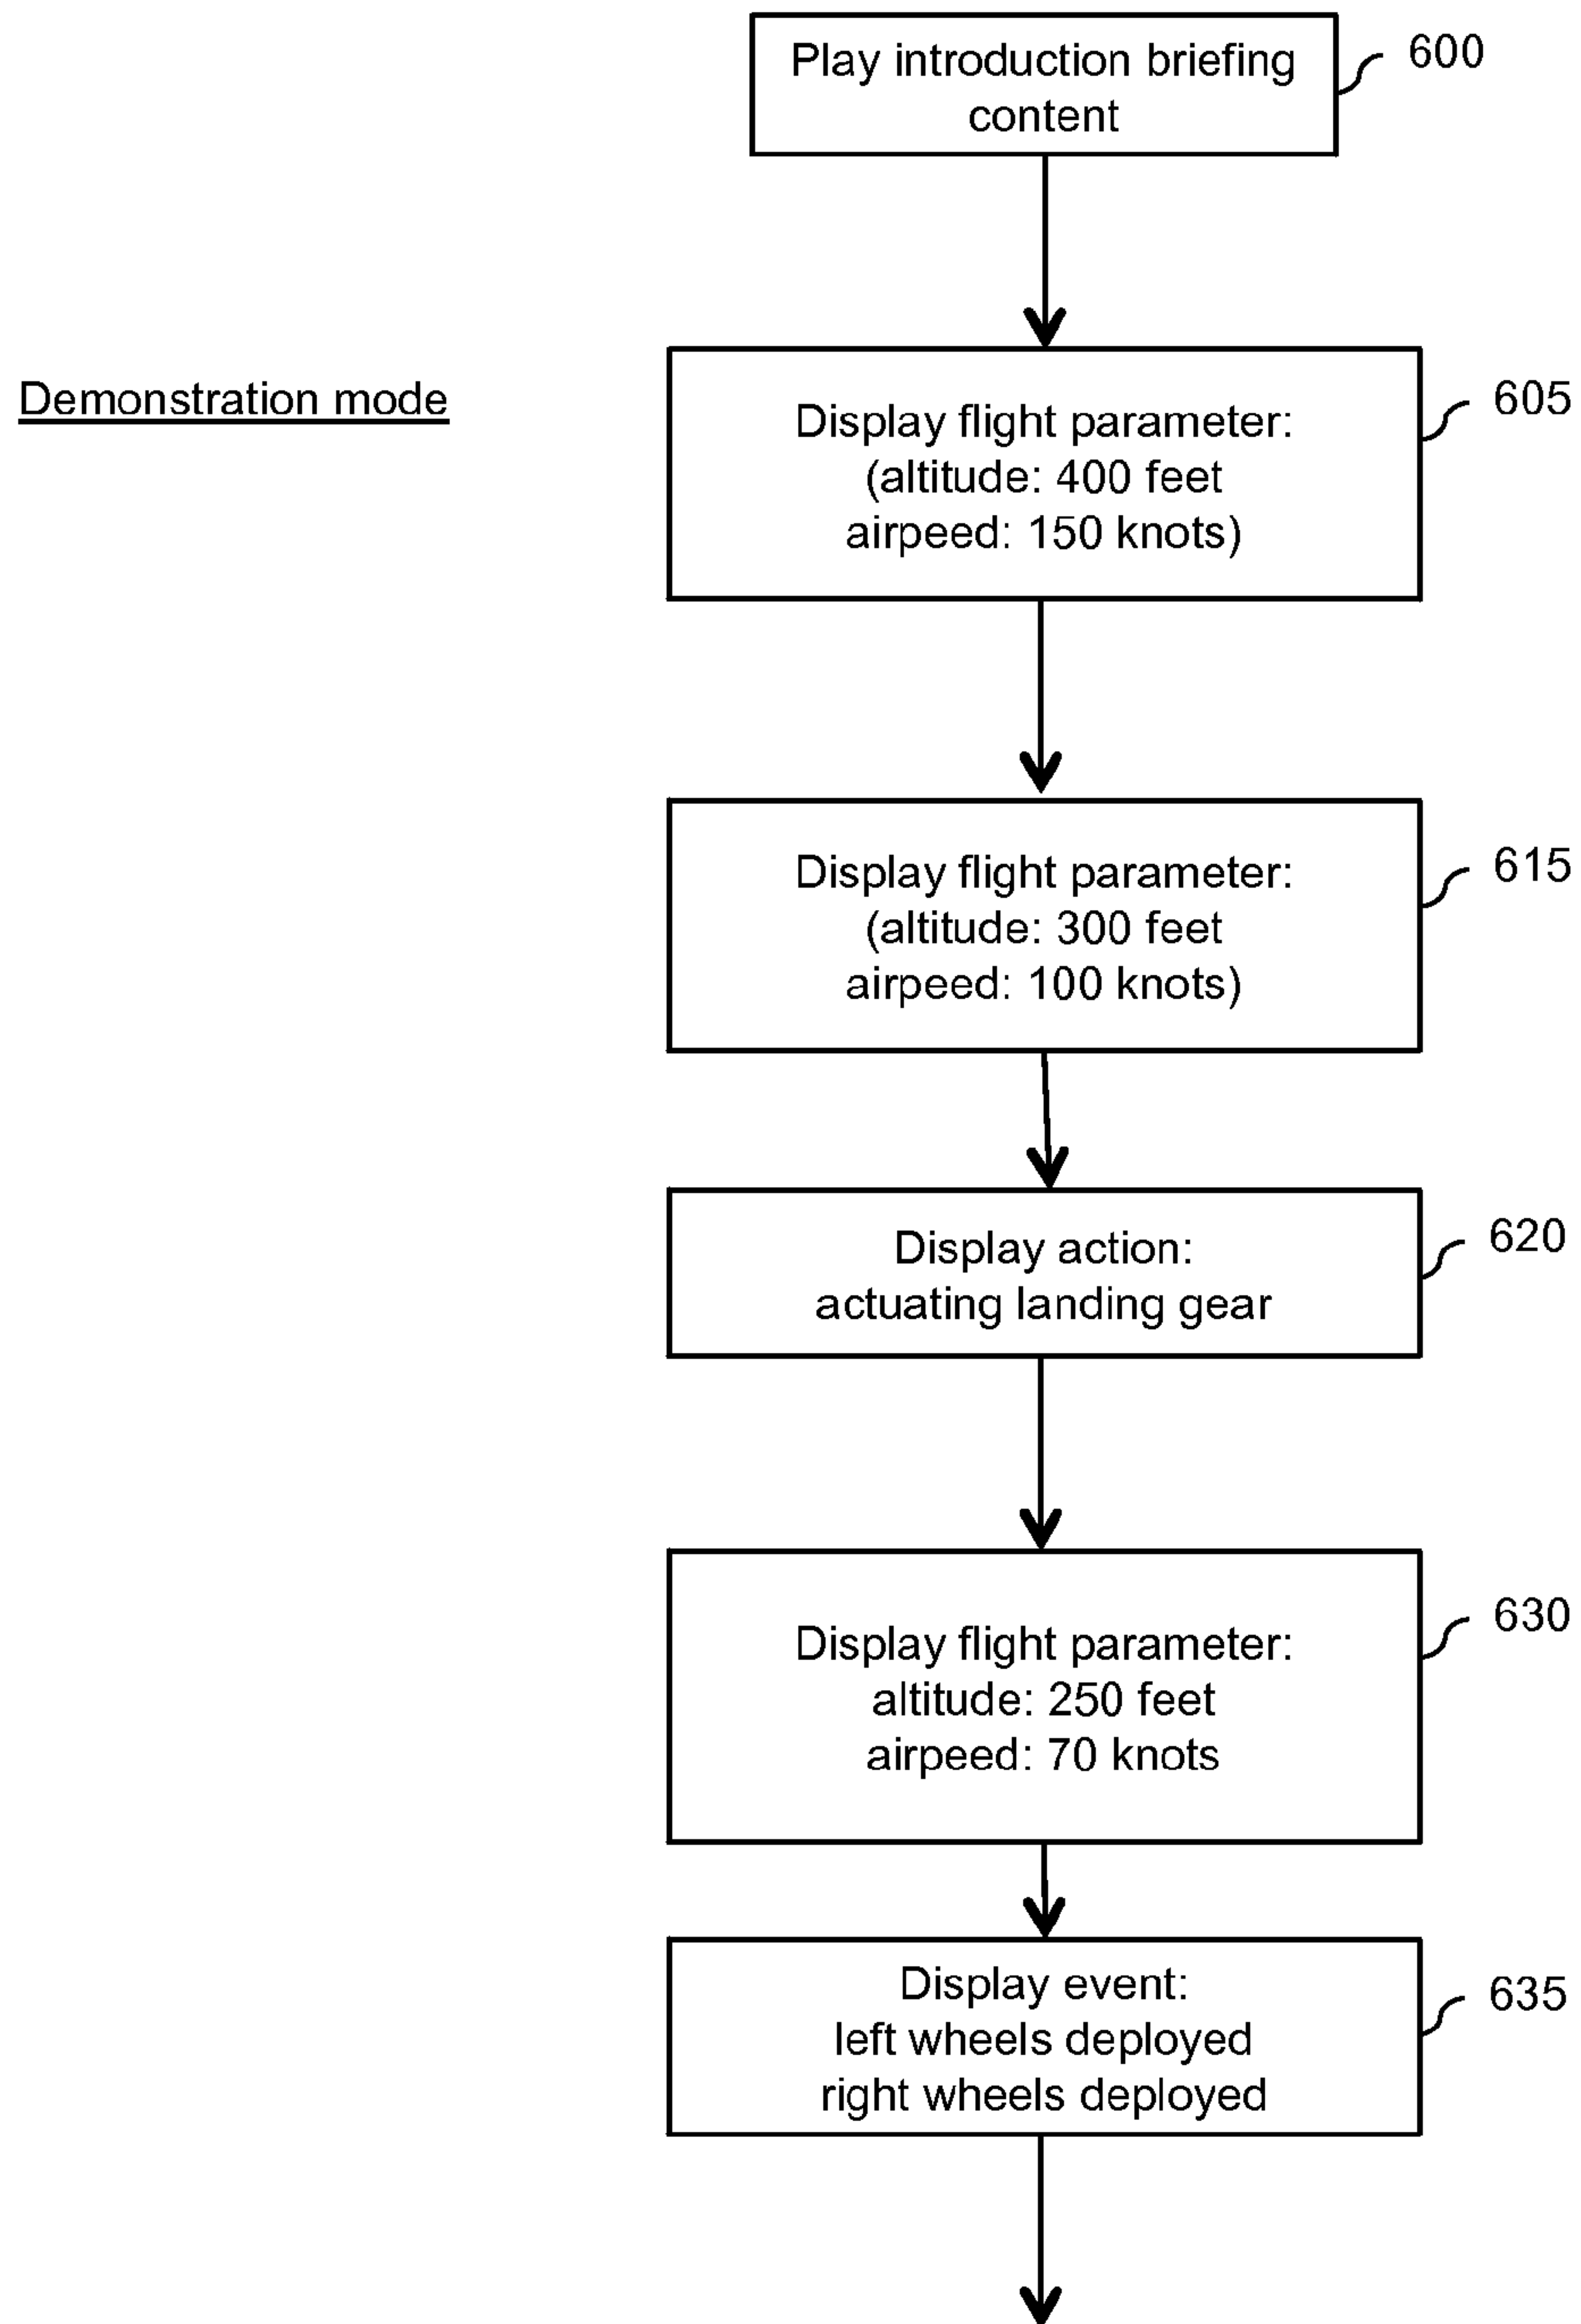 Play introduction briefing
content
600
Demonstration mode
Display flight parameter:
(altitude: 400 feet
airpeed: 150 knots)
605
Display flight parameter:
(altitude: 300 feet
airpeed: 100 knots)
615
Display action:
actuating landing gear
620
Display flight parameter:
altitude: 250 feet
airpeed: 70 knots
630
Display event:
left wheels deployed
right wheels deployed
635